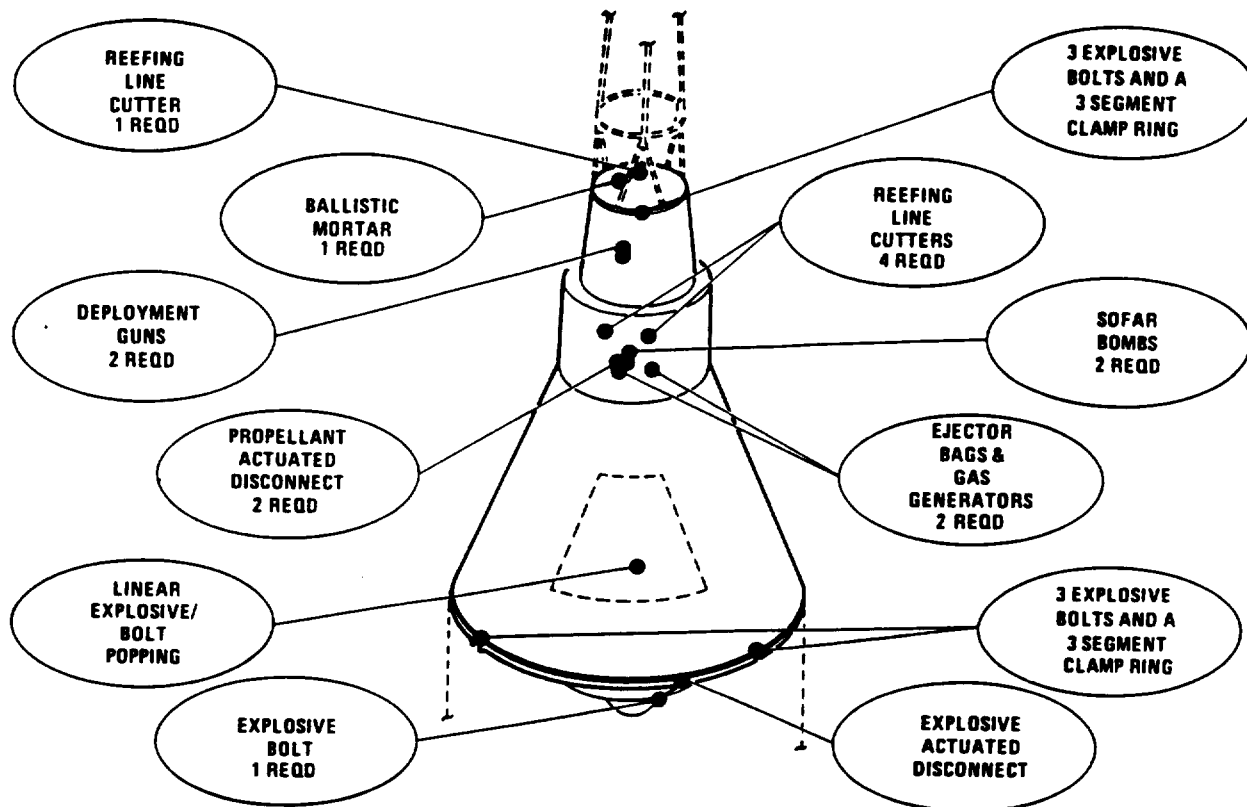 REEFING
LINE
CUTTER
1 REQD
3 EXPLOSIVE
BOLTS AND A
3 SEGMENT
CLAMP RING
BALLISTIC
MORTAR
1 REQD
REEFING
LINE
CUTTERS
4 REQD
DEPLOYMENT
GUNS
2 REQD
SOFAR
BOMBS
2 REQD
PROPELLANT
ACTUATED
DISCONNECT
2 REQD
EJECTOR
BAGS &
GAS
GENERATORS
2 REQD
LINEAR
EXPLOSIVE/
BOLT
POPPING
3 EXPLOSIVE
BOLTS AND A
3 SEGMENT
CLAMP RING
EXPLOSIVE
BOLT
1 REQD
EXPLOSIVE
ACTUATED
DISCONNECT